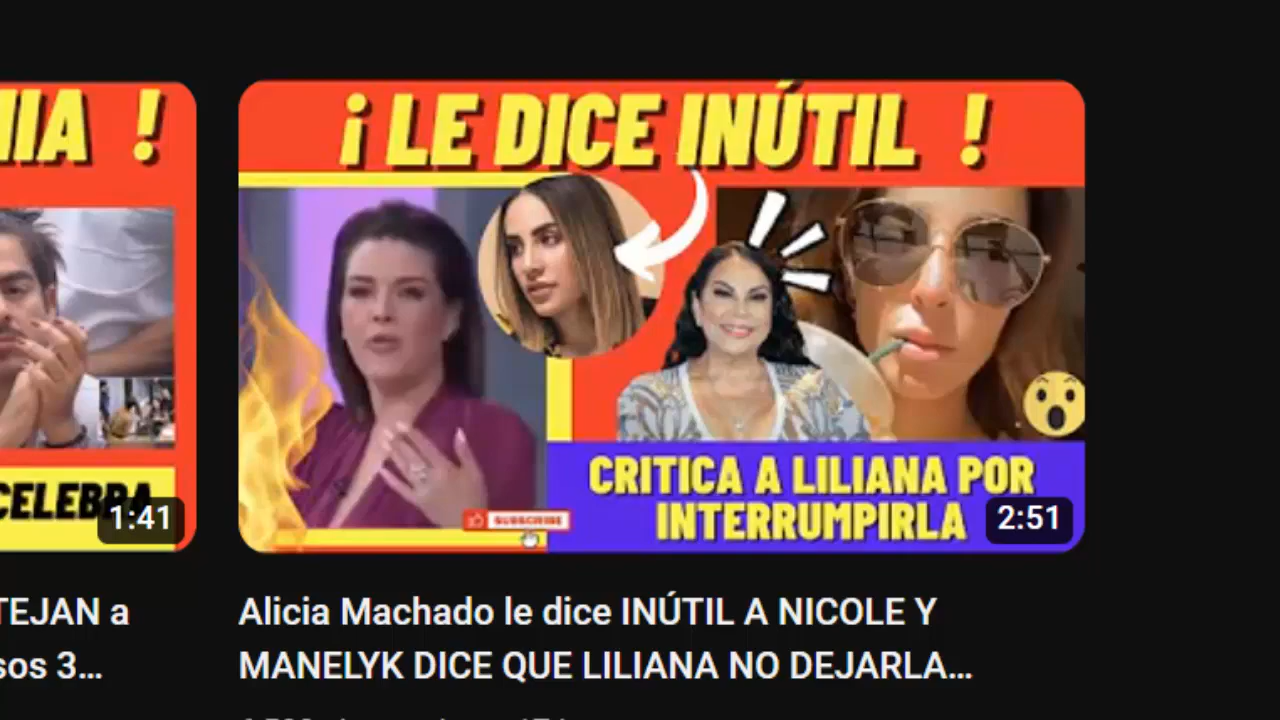 MIA !
¡ LE DICE INÚTIL !
SUBSCRIBE
CRITICA A LILIANA POR
INTERRUMPIRLA
CELEBRA
1:41
2:51
TEJAN a
sos 3...
Alicia Machado le dice INÚTIL A NICOLE Y
MANELYK DICE QUE LILIANA NO DEJARLA...